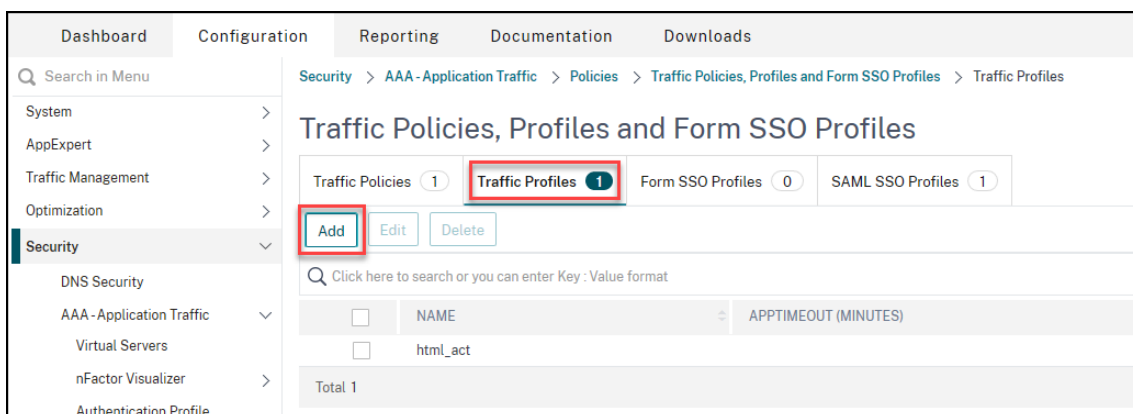 Dashboard Configuration Reporting Documentation Downloads
Search in Menu
Security > AAA - Application Traffic > Policies > Traffic Policies, Profiles and Form SSO Profiles > Traffic Profiles
System
AppExpert
Traffic Management
Optimization
Security
DNS Security
AAA - Application Traffic
Virtual Servers
nFactor Visualizer
Authentication Profile
Traffic Policies, Profiles and Form SSO Profiles
Traffic Policies 1 Traffic Profiles 1 Form SSO Profiles 0 SAML SSO Profiles 1
Add Edit Delete
Click here to search or you can enter Key : Value format
NAME APPTIMEOUT (MINUTES)
html_act
Total 1